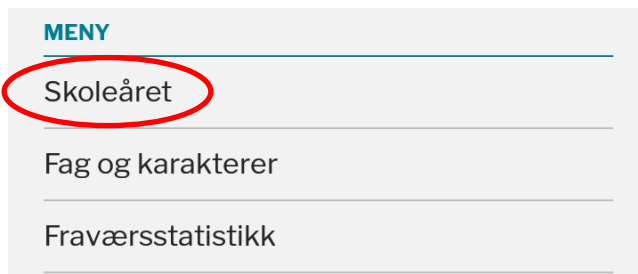 MENY
Skoleåret
Fag og karakterer
Fraværsstatistikk